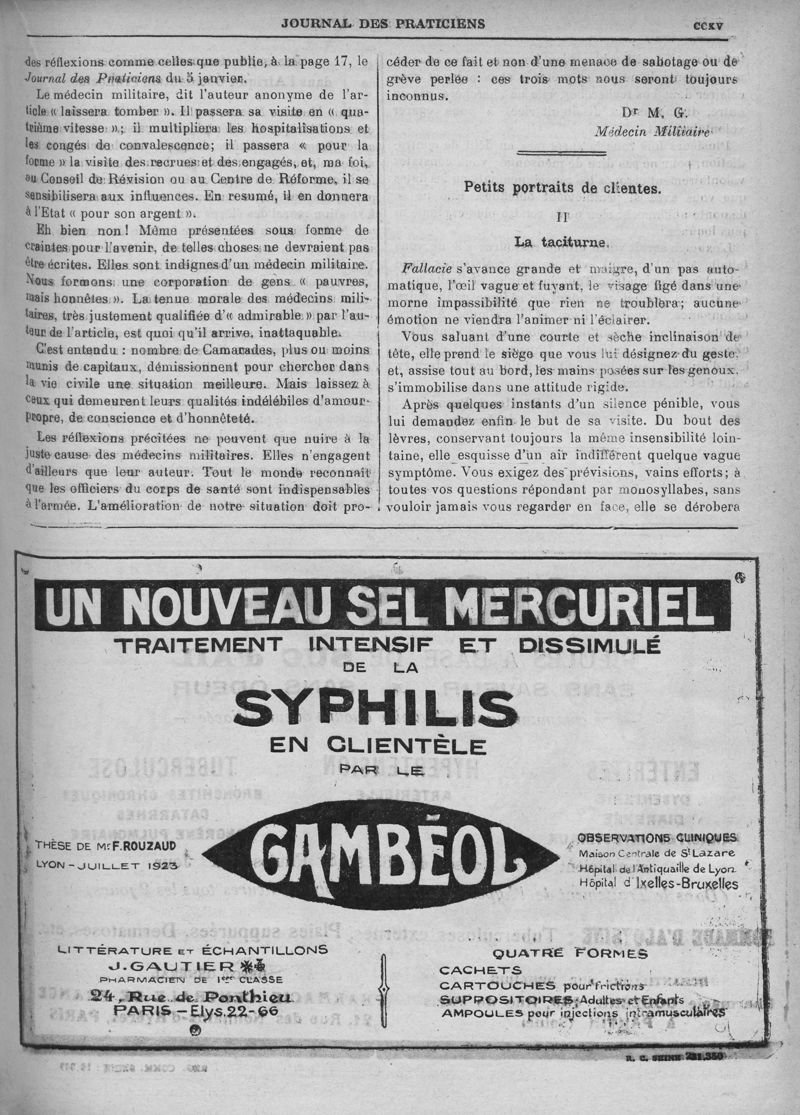 JOURNAL DES PRATICIENS
CCXV
des réflexions comme celles que publie, à la page 17, le
Journal des Praticiens du 5 janvier.
Le médecin militaire, dit l'auteur anonyme de l'ar-
ticle « laissera tomber ». Il passera sa visite en « qua-
trième vitesse »; il multipliera les hospitalisations et
les congés de convalescence; il passera « pour la
forme » la visite des recrues et des engagés, et, ma foi,
au Conseil de Révision ou au Centre de Réforme, il se
sensibilisera aux influences. En resumé, il en donnera
à l'Etat « pour son argent ».
Eh bien non! Même présentées sous forme de
craintes pour l'avenir, de telles choses ne devraient pas
être écrites. Elles sont indignes d'un médecin militaire.
Nous formons une corporation de gens « pauvres,
mais honnêtes ». La tenue morale des médecins mili-
taires, très justement qualifiée d'« admirable » par l'au-
teur de l'article, est quoi qu'il arrive, inattaquable.
C'est entendu : nombre de Camarades, plus ou moins
munis de capitaux, démissionnent pour chercher dans
la vie civile une situation meilleure. Mais laissez à
ceux qui demeurent leurs qualités indélébiles d'amour-
propre, de conscience et d'honnêteté.
Les réflexions précitées ne peuvent que nuire à la
juste cause des médecins militaires. Elles n'engagent
d'ailleurs que leur auteur. Tout le monde reconnaît
que les officiers du corps de santé sont indispensables
à l'armée. L'amélioration de notre situation doit pro-
céder de ce fait et non d'une menace de sabotage ou de
grève perlée : ces trois mots nous seront toujours
inconnus.
Dr M. G.
Médecin Militaire
Petits portraits de clientes.
II
La taciturne.
Fallacie s'avance grande et maigre, d'un pas auto-
matique, l'œil vague et fuyant, le visage figé dans une
morne impassibilité que rien ne troublera; aucune
émotion ne viendra l'animer ni l'éclairer.
Vous saluant d'une courte et sèche inclinaison de
tête, elle prend le siège que vous lui désignez du geste,
et, assise tout au bord, les mains posées sur les genoux,
s'immobilise dans une attitude rigide.
Après quelques instants d'un silence pénible, vous
lui demandez enfin le but de sa visite. Du bout des
lèvres, conservant toujours la même insensibilité loin-
taine, elle esquisse d'un air indifférent quelque vague
symptôme. Vous exigez des prévisions, vains efforts; à
toutes vos questions répondant par monosyllabes, sans
vouloir jamais vous regarder en face, elle se dérobera
UN NOUVEAU SEL MERCURIEL
TRAITEMENT INTENSIF ET DISSIMULÉ
DE LA
SYPHILIS
EN CLIENTÈLE
PAR LE
GAMBÉOL
THÈSE DE Mr F. ROUZAUD
LYON - JUILLET 1923
OBSERVATIONS CLINIQUES
Maison Centrale de St Lazare
Hôpital de l'Antiquaille de Lyon
Hôpital d'Ixelles-Bruxelles
LITTÉRATURE ET ÉCHANTILLONS
J. GAUTIER
PHARMACIEN DE 1ère CLASSE
24, Rue de Ponthieu
PARIS - Elys. 22-66
QUATRE FORMES
CACHETS
CARTOUCHES pour frictions
SUPPOSITOIRES, Adultes et Enfants
AMPOULES pour injections intramusculaires
R. C. SEINE 221.350